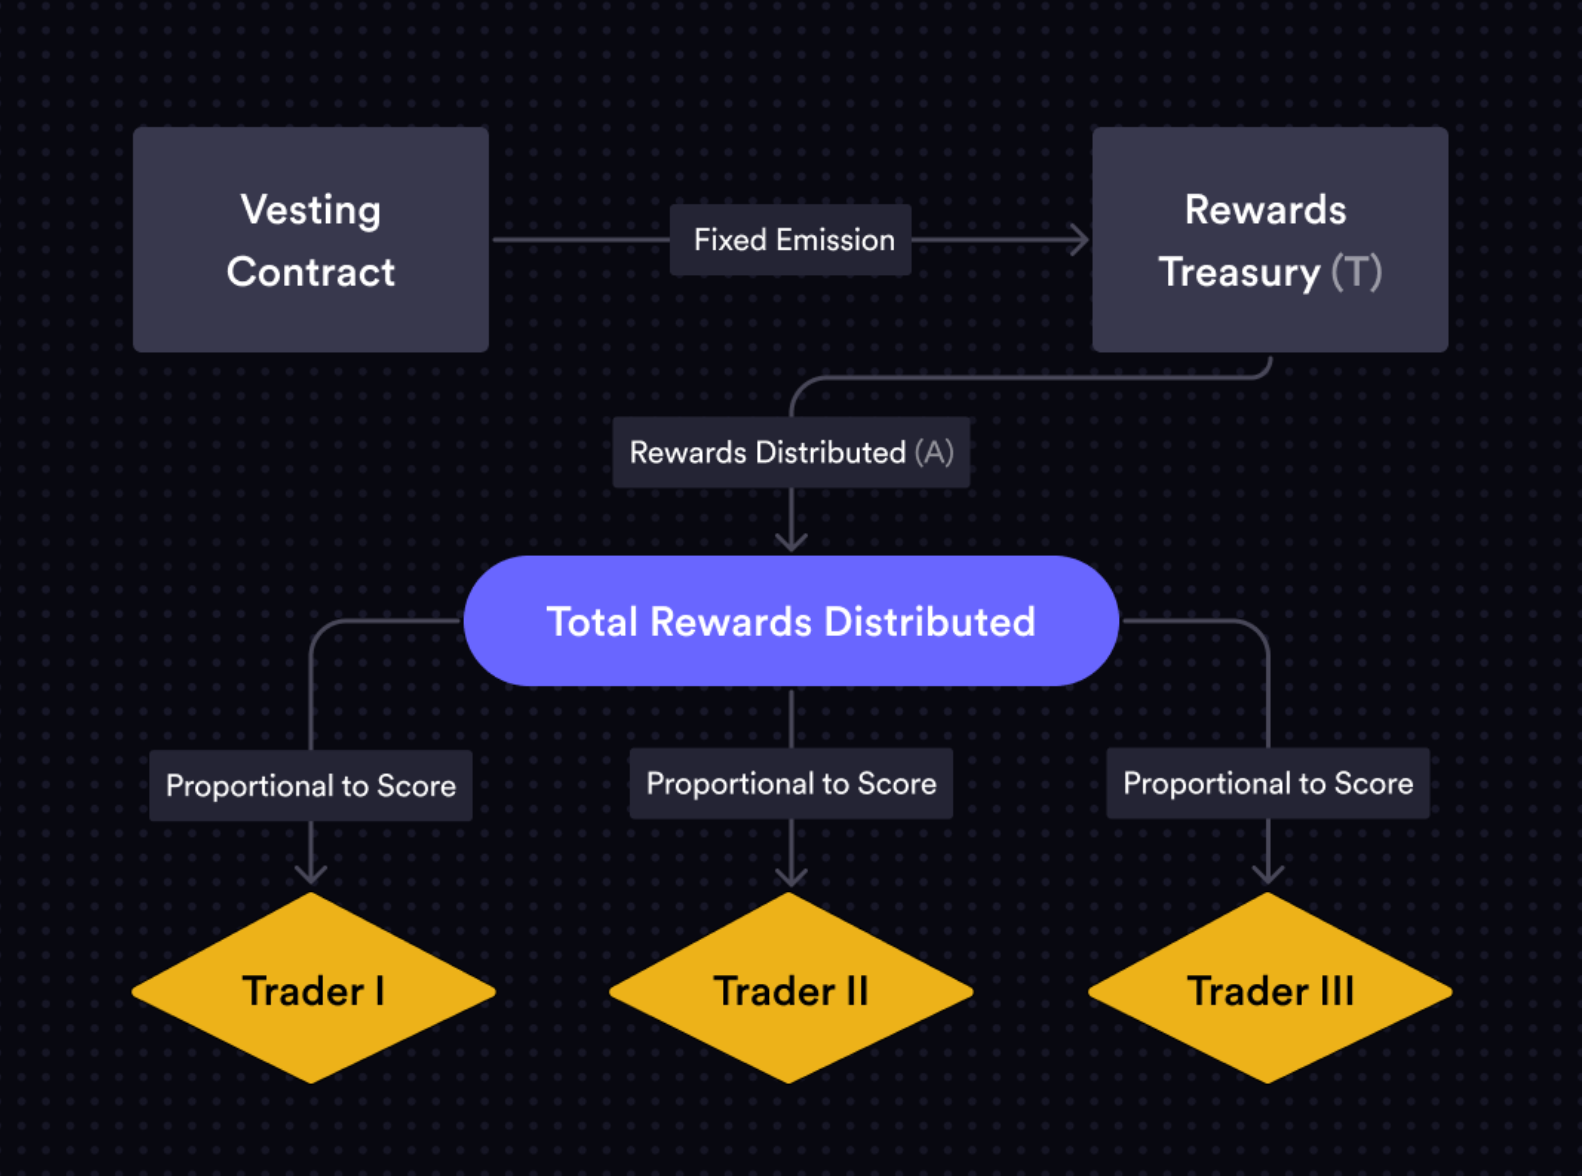 Vesting
Contract
Fixed Emission
Rewards
Treasury (T)
Rewards Distributed (A)
Total Rewards Distributed
Proportional to Score
Proportional to Score
Proportional to Score
Trader I
Trader II
Trader III